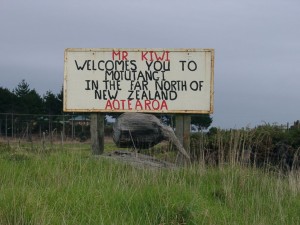 MR KIWI
WELCOMES YOU TO
MOTUTANGI
IN THE FAR NORTH OF
NEW ZEALAND
AOTEAROA